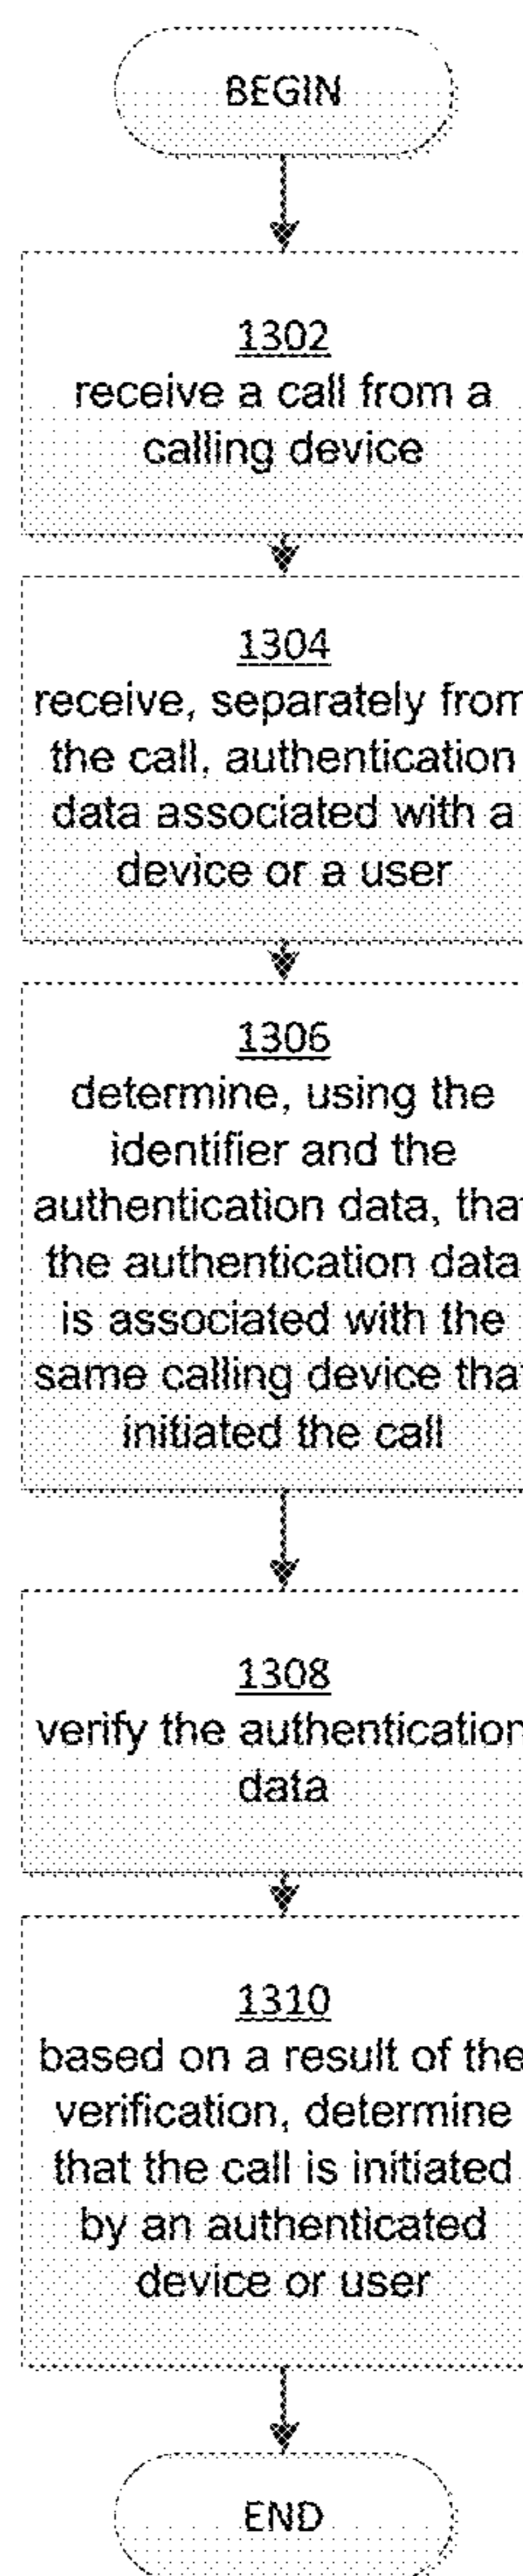 BEGIN
1302
receive a call from a
calling device
1304
receive, separately from
the call, authentication
data associated with a
device or a user
1306
determine, using the
identifier and the
authentication data, that
the authentication data
is associated with the
same calling device that
initiated the call
1308
verify the authentication
data
1310
based on a result of the
verification, determine
that the call is initiated
by an authenticated
device or user
END